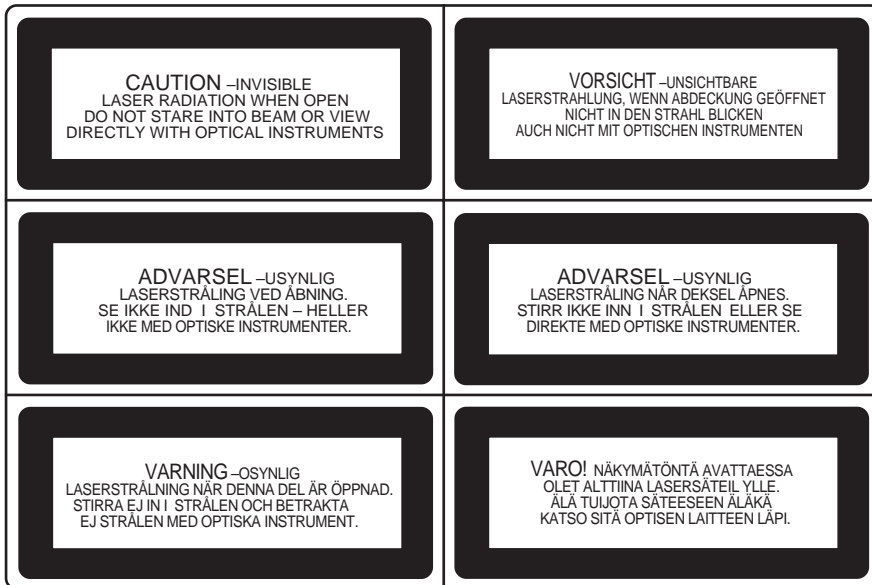 CAUTION –INVISIBLE
LASER RADIATION WHEN OPEN
DO NOT STARE INTO BEAM OR VIEW
DIRECTLY WITH OPTICAL INSTRUMENTS
VORSICHT –UNSICHTBARE
LASERSTRAHLUNG, WENN ABDECKUNG GEÖFFNET
NICHT IN DEN STRAHL BLICKEN
AUCH NICHT MIT OPTISCHEN INSTRUMENTEN
ADVARSEL –USYNLIG
LASERSTRÅLING VED ÅBNING.
SE IKKE IND I STRÅLEN – HELLER
IKKE MED OPTISKE INSTRUMENTER.
ADVARSEL –USYNLIG
LASERSTRÅLING NÅR DEKSEL ÅPNES.
STIRR IKKE INN I STRÅLEN ELLER SE
DIREKTE MED OPTISKE INSTRUMENTER.
VARNING –OSYNLIG
LASERSTRÅLNING NÄR DENNA DEL ÄR ÖPPNAD.
STIRRA EJ IN I STRÅLEN OCH BETRAKTA
EJ STRÅLEN MED OPTISKA INSTRUMENT.
VARO! NÄKYMÄTÖNTÄ AVATTAESSA
OLET ALTTIINA LASERSÄTEIL YLLE.
ÄLÄ TUIJOTA SÄTEESEEN ÄLÄKÄ
KATSO SITÄ OPTISEN LAITTEEN LÄPI.